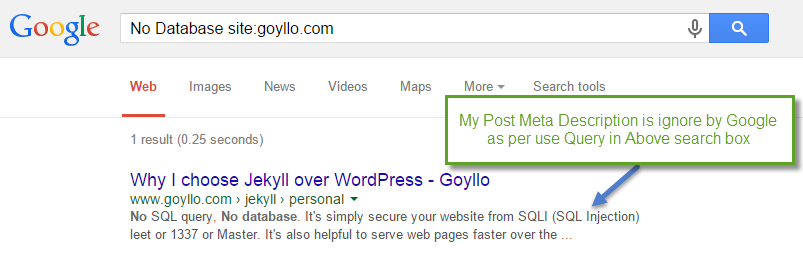 Google
No Database site:goyllo.com
Web Images News Videos Maps More Search tools
My Post Meta Description is ignore by Google
as per use Query in Above search box
1 result (0.25 seconds)
Why I choose Jekyll over WordPress - Goyllo
www.goyllo.com › jekyll › personal
No SQL query, No database. It's simply secure your website from SQLI (SQL Injection)
leet or 1337 or Master. It's also helpful to serve web pages faster over the ...